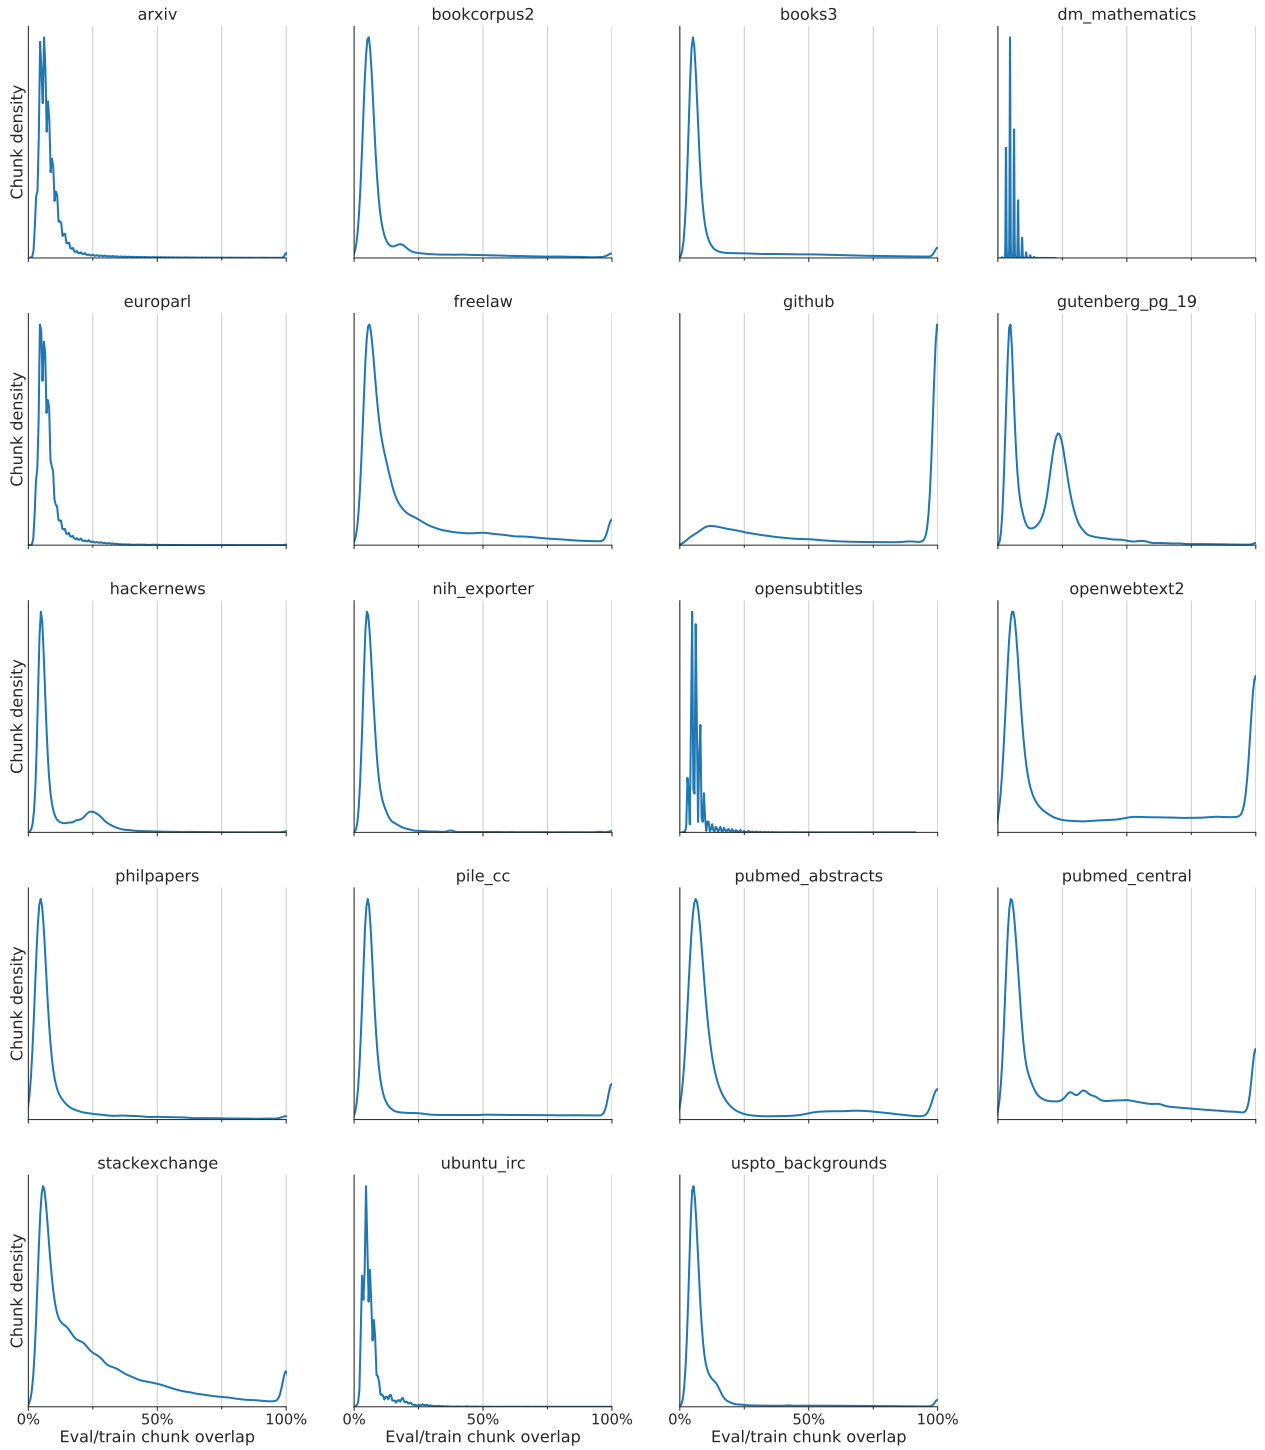 arxiv
bookcorpus2
books3
dm_mathematics
Chunk density
europarl
freelaw
github
gutenberg_pg_19
Chunk density
hackernews
nih_exporter
opensubtitles
openwebtext2
Chunk density
philpapers
pile_cc
pubmed_abstracts
pubmed_central
Chunk density
stackexchange
ubuntu_irc
uspto_backgrounds
Chunk density
0% 50% 100%
0% 50% 100%
0% 50% 100%
Eval/train chunk overlap
Eval/train chunk overlap
Eval/train chunk overlap